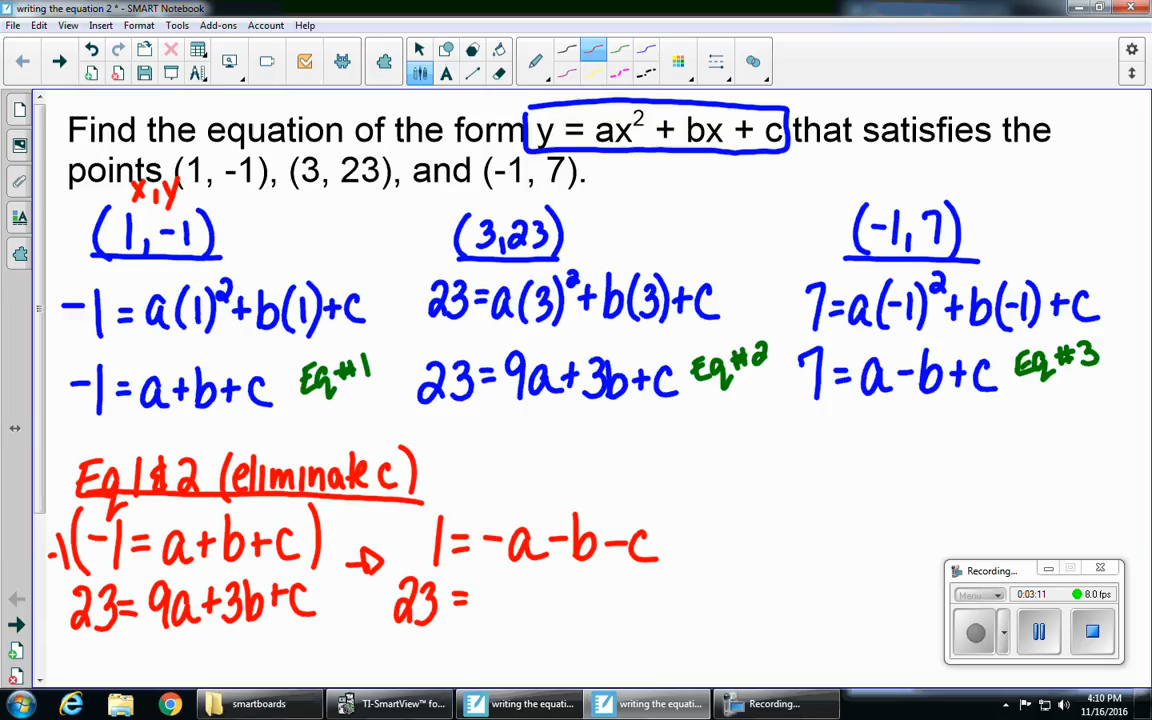 writing the equation 2 * - SMART Notebook
File Edit View Insert Format Tools Add-ons Account Help
Find the equation of the form y = ax² + bx + c that satisfies the
points (1, -1), (3, 23), and (-1, 7).
x,y
(1,-1)
-1=a(1)²+b(1)+c
-1=a+b+c Eq#1
(3,23)
23=a(3)²+b(3)+c
23=9a+3b+c Eq#2
(-1,7)
7=a(-1)²+b(-1)+c
7=a-b+c Eq#3
Eq 1 & 2 (eliminate c)
-1(-1=a+b+c) → 1=-a-b-c
23=9a+3b+c 23=
Recording...
Menu 00:03:11 8.0 fps
smartboards
TI-SmartView™ fo...
writing the equati...
writing the equati...
Recording...
4:10 PM
11/16/2016